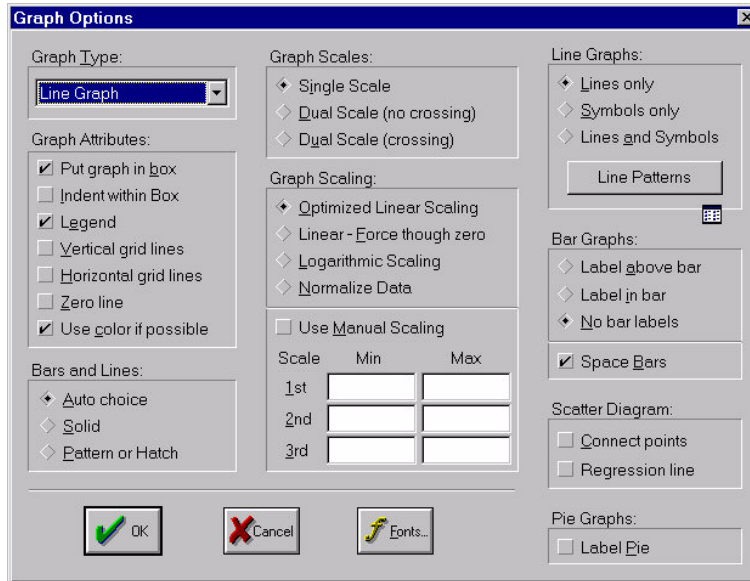 Graph Options
Graph Type:
Line Graph
Graph Attributes:
Put graph in box
Indent within Box
Legend
Vertical grid lines
Horizontal grid lines
Zero line
Use color if possible
Bars and Lines:
Auto choice
Solid
Pattern or Hatch
Graph Scales:
Single Scale
Dual Scale (no crossing)
Dual Scale (crossing)
Graph Scaling:
Optimized Linear Scaling
Linear - Force though zero
Logarithmic Scaling
Normalize Data
Use Manual Scaling
Scale Min Max
1st
2nd
3rd
Line Graphs:
Lines only
Symbols only
Lines and Symbols
Line Patterns
Bar Graphs:
Label above bar
Label in bar
No bar labels
Space Bars
Scatter Diagram:
Connect points
Regression line
Pie Graphs:
Label Pie
OK
Cancel
Fonts...